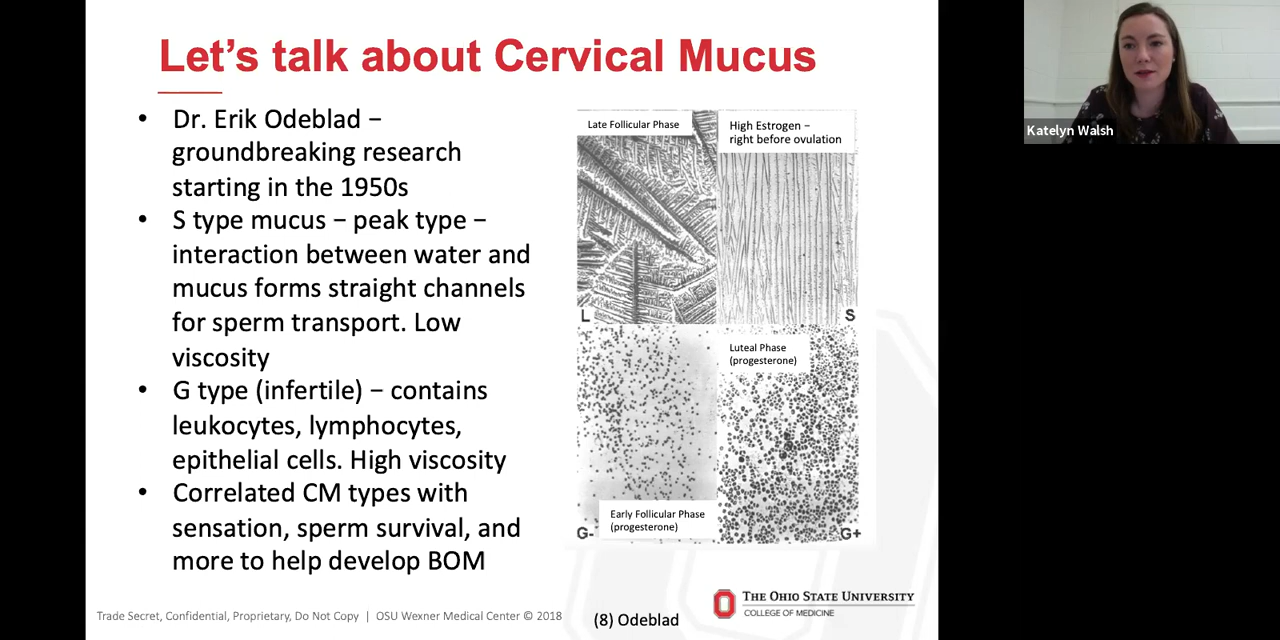 Let's talk about Cervical Mucus
• Dr. Erik Odeblad –
groundbreaking research
starting in the 1950s
• S type mucus – peak type –
interaction between water and
mucus forms straight channels
for sperm transport. Low
viscosity
• G type (infertile) – contains
leukocytes, lymphocytes,
epithelial cells. High viscosity
• Correlated CM types with
sensation, sperm survival, and
more to help develop BOM
Late Follicular Phase
L
High Estrogen –
right before ovulation
S
Early Follicular Phase
(progesterone)
G-
Luteal Phase
(progesterone)
G+
Trade Secret, Confidential, Proprietary, Do Not Copy | OSU Wexner Medical Center © 2018
(8) Odeblad
THE OHIO STATE UNIVERSITY
COLLEGE OF MEDICINE
Katelyn Walsh